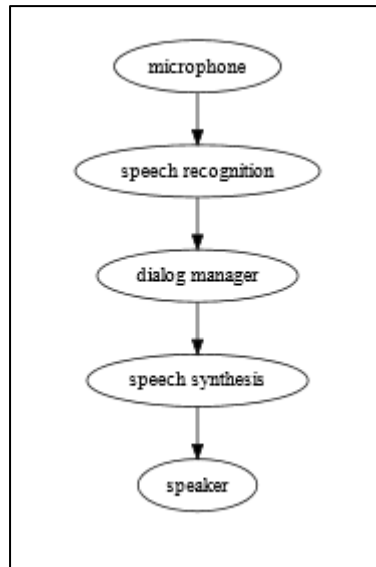 microphone
speech recognition
dialog manager
speech synthesis
speaker